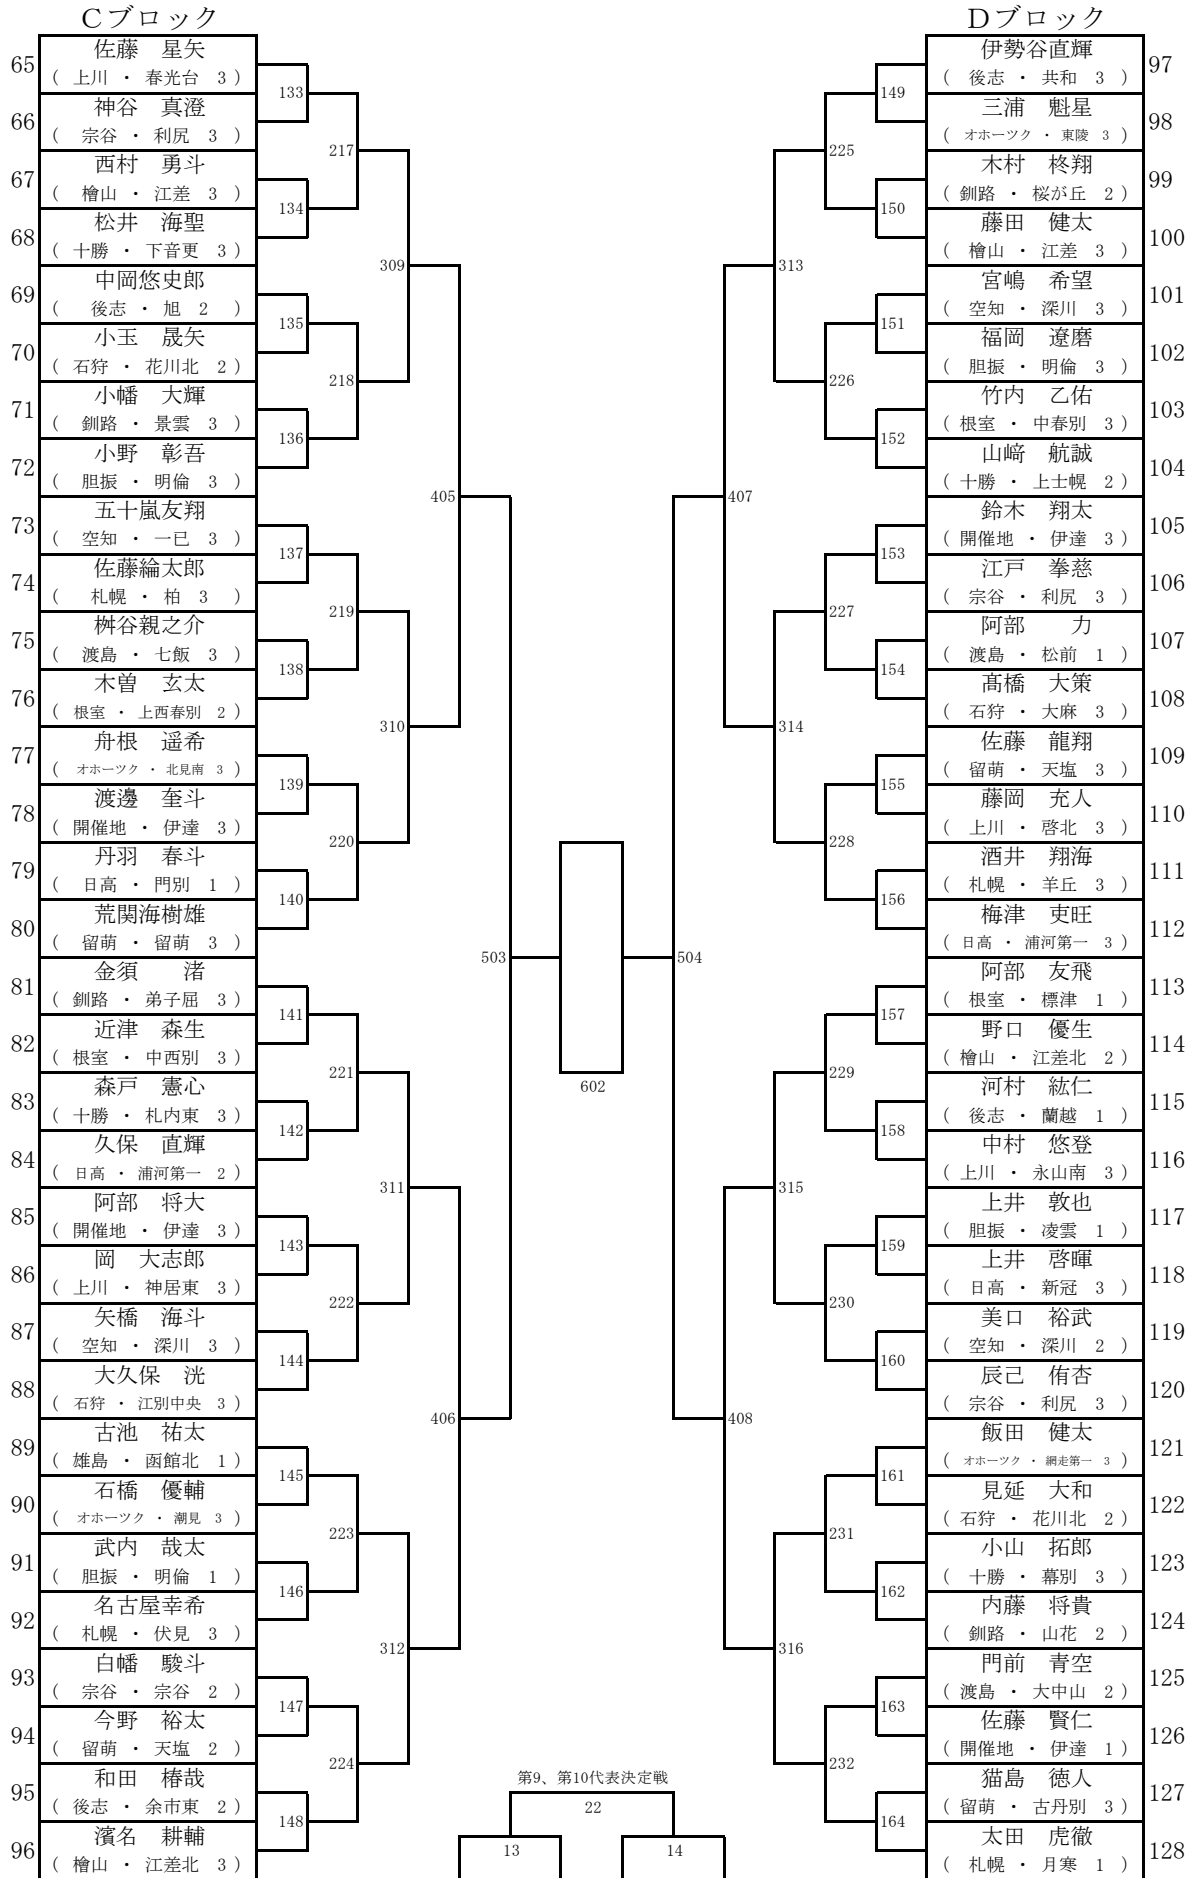 Cブロック
65
佐藤　星矢
( 上川 ・ 春光台 3 )
66
神谷　真澄
( 宗谷 ・ 利尻 3 )
67
西村　勇斗
( 檜山 ・ 江差 3 )
68
松井　海聖
( 十勝 ・ 下音更 3 )
69
中岡悠史郎
( 後志 ・ 旭 2 )
70
小玉　晟矢
( 石狩 ・ 花川北 2 )
71
小幡　大輝
( 釧路 ・ 景雲 3 )
72
小野　彰吾
( 胆振 ・ 明倫 3 )
73
五十嵐友翔
( 空知 ・ 一已 3 )
74
佐藤綸太郎
( 札幌 ・ 柏 3 )
75
桝谷親之介
( 渡島 ・ 七飯 3 )
76
木曽　玄太
( 根室 ・ 上西春別 2 )
77
舟根　遥希
( オホーツク ・ 北見南 3 )
78
渡邊　奎斗
( 開催地 ・ 伊達 3 )
79
丹羽　春斗
( 日高 ・ 門別 1 )
80
荒関海樹雄
( 留萌 ・ 留萌 3 )
81
金須　　渚
( 釧路 ・ 弟子屈 3 )
82
近津　森生
( 根室 ・ 中西別 3 )
83
森戸　憲心
( 十勝 ・ 札内東 3 )
84
久保　直輝
( 日高 ・ 浦河第一 2 )
85
阿部　将大
( 開催地 ・ 伊達 3 )
86
岡　大志郎
( 上川 ・ 神居東 3 )
87
矢橋　海斗
( 空知 ・ 深川 3 )
88
大久保　洸
( 石狩 ・ 江別中央 3 )
89
古池　祐太
( 雄島 ・ 函館北 1 )
90
石橋　優輔
( オホーツク ・ 潮見 3 )
91
武内　哉太
( 胆振 ・ 明倫 1 )
92
名古屋幸希
( 札幌 ・ 伏見 3 )
93
白幡　駿斗
( 宗谷 ・ 宗谷 2 )
94
今野　裕太
( 留萌 ・ 天塩 2 )
95
和田　椿哉
( 後志 ・ 余市東 2 )
96
濱名　耕輔
( 檜山 ・ 江差北 3 )
133
134
135
136
137
138
139
140
141
142
143
144
145
146
147
148
217
218
219
220
221
222
223
224
309
310
311
312
405
406
503
602
504
407
408
313
314
315
316
225
226
227
228
229
230
231
232
149
150
151
152
153
154
155
156
157
158
159
160
161
162
163
164
Dブロック
伊勢谷直輝
( 後志 ・ 共和 3 )
97
三浦　魁星
( オホーツク ・ 東陵 3 )
98
木村　柊翔
( 釧路 ・ 桜が丘 2 )
99
藤田　健太
( 檜山 ・ 江差 3 )
100
宮嶋　希望
( 空知 ・ 深川 3 )
101
福岡　遼磨
( 胆振 ・ 明倫 3 )
102
竹内　乙佑
( 根室 ・ 中春別 3 )
103
山﨑　航誠
( 十勝 ・ 上士幌 2 )
104
鈴木　翔太
( 開催地 ・ 伊達 3 )
105
江戸　拳慈
( 宗谷 ・ 利尻 3 )
106
阿部　　力
( 渡島 ・ 松前 1 )
107
髙橋　大策
( 石狩 ・ 大麻 3 )
108
佐藤　龍翔
( 留萌 ・ 天塩 3 )
109
藤岡　充人
( 上川 ・ 啓北 3 )
110
酒井　翔海
( 札幌 ・ 羊丘 3 )
111
梅津　吏旺
( 日高 ・ 浦河第一 3 )
112
阿部　友飛
( 根室 ・ 標津 1 )
113
野口　優生
( 檜山 ・ 江差北 2 )
114
河村　紘仁
( 後志 ・ 蘭越 1 )
115
中村　悠登
( 上川 ・ 永山南 3 )
116
上井　敦也
( 胆振 ・ 凌雲 1 )
117
上井　啓暉
( 日高 ・ 新冠 3 )
118
美口　裕武
( 空知 ・ 深川 2 )
119
辰己　侑杏
( 宗谷 ・ 利尻 3 )
120
飯田　健太
( オホーツク ・ 網走第一 3 )
121
見延　大和
( 石狩 ・ 花川北 2 )
122
小山　拓郎
( 十勝 ・ 幕別 3 )
123
内藤　将貴
( 釧路 ・ 山花 2 )
124
門前　青空
( 渡島 ・ 大中山 2 )
125
佐藤　賢仁
( 開催地 ・ 伊達 1 )
126
猫島　徳人
( 留萌 ・ 古丹別 3 )
127
太田　虎徹
( 札幌 ・ 月寒 1 )
128
第9、第10代表決定戦
22
13
14